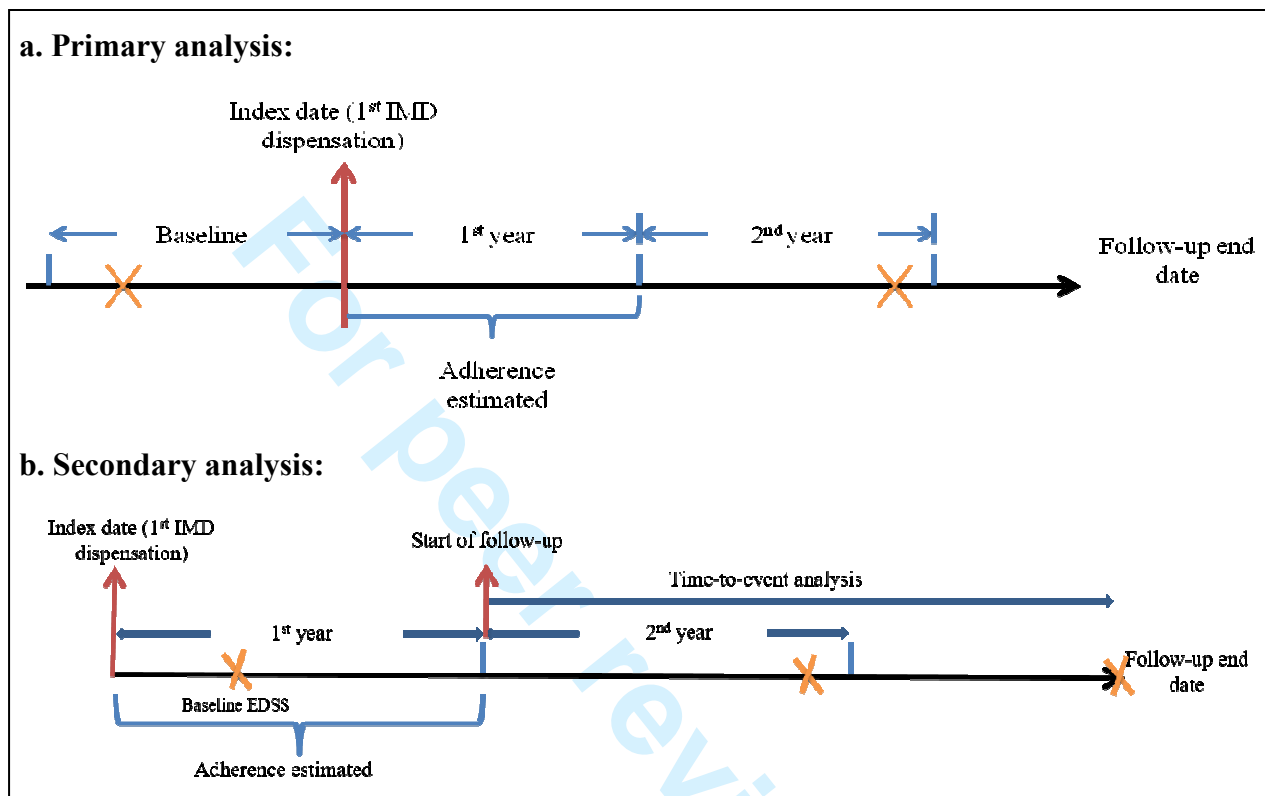 a. Primary analysis:
Index date (1st IMD
dispensation)
Baseline
1st year
2nd year
Follow-up end
date
Adherence
estimated
b. Secondary analysis:
Index date (1st IMD
dispensation)
Start of follow-up
Time-to-event analysis
1st year
2nd year
Follow-up end
date
Baseline EDSS
Adherence estimated
For peer revi